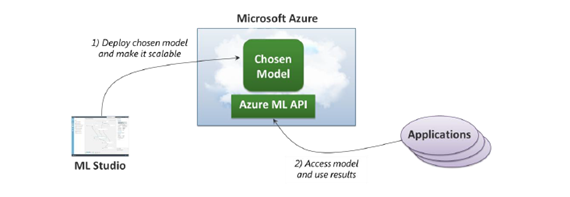 Microsoft Azure
1) Deploy chosen model
and make it scalable
Chosen
Model
Azure ML API
Applications
ML Studio
2) Access model
and use results